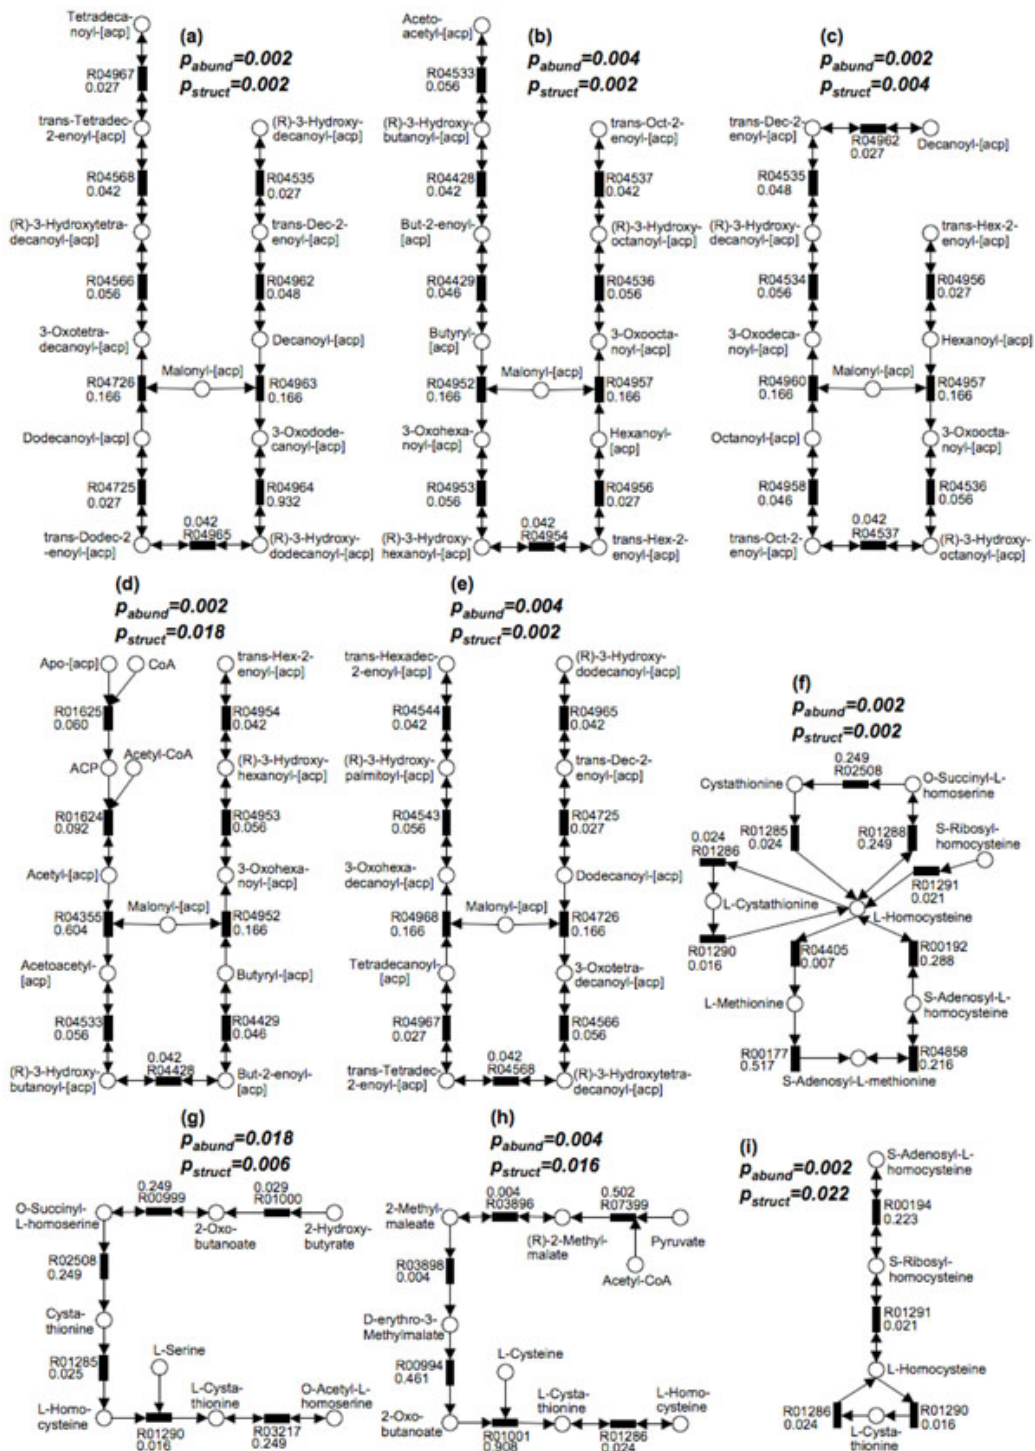 (a)
p_abund=0.002
p_struct=0.002
Tetradeca-
noyl-[acp]
R04967
0.027
trans-Tetradec-
2-enoyl-[acp]
R04568
0.042
(R)-3-Hydroxytetra-
decanoyl-[acp]
R04566
0.056
3-Oxotetra-
decanoyl-[acp]
R04726
0.166
Malonyl-[acp]
Dodecanoyl-[acp]
R04725
0.027
trans-Dodec-2
-enoyl-[acp]
0.042
R04965
(R)-3-Hydroxy-
decanoyl-[acp]
R04535
0.027
trans-Dec-2-
enoyl-[acp]
R04962
0.048
Decanoyl-[acp]
R04963
0.166
3-Oxodode-
canoyl-[acp]
R04964
0.932
(R)-3-Hydroxy-
dodecanoyl-[acp]
(b)
p_abund=0.004
p_struct=0.002
Aceto-
acetyl-[acp]
R04533
0.056
(R)-3-Hydroxy-
butanoyl-[acp]
R04428
0.042
But-2-enoyl-
[acp]
R04429
0.046
Butyryl-
[acp]
R04952
0.166
Malonyl-[acp]
3-Oxohexa-
noyl-[acp]
R04953
0.056
(R)-3-Hydroxy-
hexanoyl-[acp]
0.042
R04954
trans-Oct-2-
enoyl-[acp]
R04537
0.042
(R)-3-Hydroxy-
octanoyl-[acp]
R04536
0.056
3-Oxoocta-
noyl-[acp]
R04957
0.166
Hexanoyl-
[acp]
R04956
0.027
trans-Hex-2-
enoyl-[acp]
(c)
p_abund=0.002
p_struct=0.004
trans-Dec-2-
enoyl-[acp]
R04962
0.027
Decanoyl-[acp]
R04535
0.048
(R)-3-Hydroxy-
decanoyl-[acp]
R04534
0.056
3-Oxodeca-
noyl-[acp]
R04960
0.166
Malonyl-[acp]
Octanoyl-[acp]
R04958
0.046
trans-Oct-2-
enoyl-[acp]
0.042
R04537
trans-Hex-2-
enoyl-[acp]
R04956
0.027
Hexanoyl-[acp]
R04957
0.166
3-Oxoocta-
noyl-[acp]
R04536
0.056
(R)-3-Hydroxy-
octanoyl-[acp]
(d)
p_abund=0.002
p_struct=0.018
Apo-[acp]
CoA
R01625
0.060
ACP
Acetyl-CoA
R01624
0.092
Acetyl-[acp]
R04355
0.604
Malonyl-[acp]
Acetoacetyl-
[acp]
R04533
0.056
(R)-3-Hydroxy-
butanoyl-[acp]
0.042
R04428
trans-Hex-2-
enoyl-[acp]
R04954
0.042
(R)-3-Hydroxy-
hexanoyl-[acp]
R04953
0.056
3-Oxohexa-
noyl-[acp]
R04952
0.166
Butyryl-[acp]
R04429
0.046
But-2-enoyl-
[acp]
(e)
p_abund=0.004
p_struct=0.002
trans-Hexadec-
2-enoyl-[acp]
R04544
0.042
(R)-3-Hydroxy-
palmitoyl-[acp]
R04543
0.056
3-Oxohexa-
decanoyl-[acp]
R04968
0.166
Malonyl-[acp]
Tetradecanoyl-
[acp]
R04967
0.027
trans-Tetradec-
2-enoyl-[acp]
0.042
R04568
(R)-3-Hydroxy-
dodecanoyl-[acp]
R04965
0.042
trans-Dec-2-
enoyl-[acp]
R04725
0.027
Dodecanoyl-[acp]
R04726
0.166
3-Oxotetra-
decanoyl-[acp]
R04566
0.056
(R)-3-Hydroxytetra-
decanoyl-[acp]
(f)
p_abund=0.002
p_struct=0.002
Cystathionine
0.249
R02508
O-Succinyl-L-
homoserine
R01285
0.024
R01288
0.249
S-Ribosyl-
homocysteine
0.024
R01286
R01291
0.021
L-Cystathionine
L-Homocysteine
R01290
0.016
R04405
0.007
R00192
0.288
L-Methionine
S-Adenosyl-L-
homocysteine
R00177
0.517
R04858
0.216
S-Adenosyl-L-methionine
(g)
p_abund=0.018
p_struct=0.006
O-Succinyl-
L-homoserine
0.249
R00999
2-Oxo-
butanoate
0.029
R01000
2-Hydroxy-
butyrate
R02508
0.249
Cysta-
thionine
R01285
0.025
L-Serine
L-Homo-
cysteine
R01290
0.016
L-Cysta-
thionine
R03217
0.249
O-Acetyl-L-
homoserine
(h)
p_abund=0.004
p_struct=0.016
2-Methyl-
maleate
0.004
R03896
(R)-2-Methyl-
malate
0.502
R07399
Pyruvate
Acetyl-CoA
R03898
0.004
D-erythro-3-
Methylmalate
R00994
0.461
L-Cysteine
2-Oxo-
butanoate
R01001
0.908
L-Cysta-
thionine
R01286
0.024
L-Homo-
cysteine
(i)
p_abund=0.002
p_struct=0.022
S-Adenosyl-L-
homocysteine
R00194
0.223
S-Ribosyl-
homocysteine
R01291
0.021
L-Homocysteine
R01286
0.024
R01290
0.016
L-Cysta-
thionine